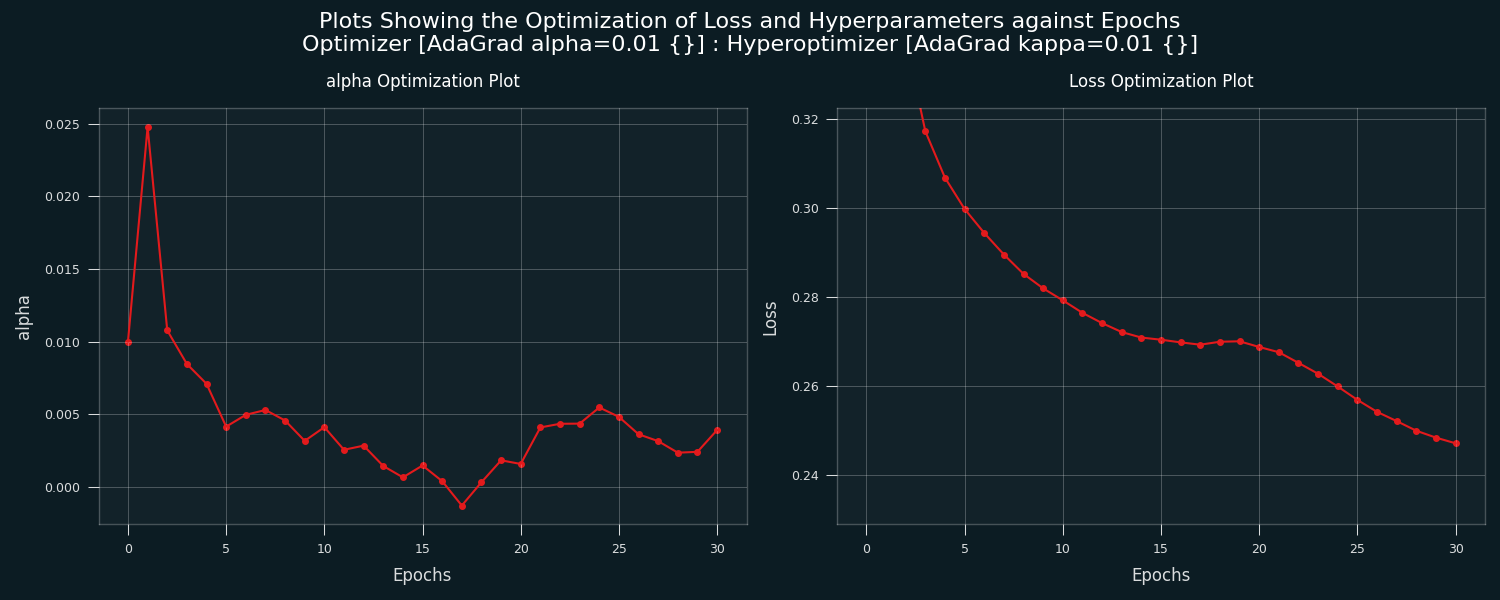 Plots Showing the Optimization of Loss and Hyperparameters against Epochs
Optimizer [AdaGrad alpha=0.01 {}] : Hyperoptimizer [AdaGrad kappa=0.01 {}]
alpha Optimization Plot
0.025
0.020
0.015
0.010
0.005
0.000
alpha
0 5 10 15 20 25 30
Epochs
Loss Optimization Plot
0.32
0.30
0.28
0.26
0.24
Loss
0 5 10 15 20 25 30
Epochs